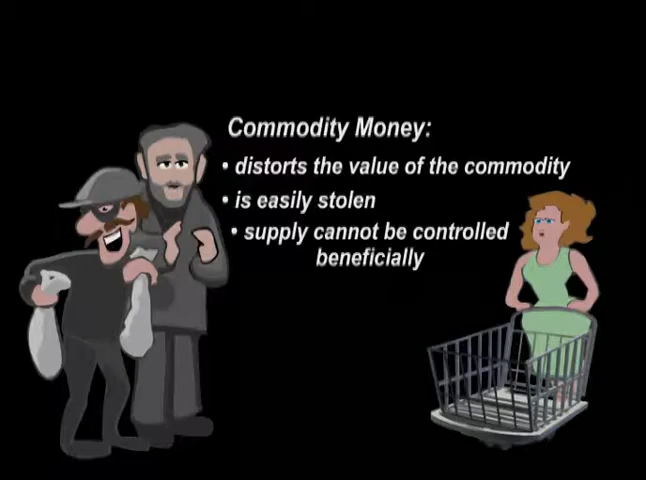 Commodity Money:
• distorts the value of the commodity
• is easily stolen
• supply cannot be controlled
beneficially